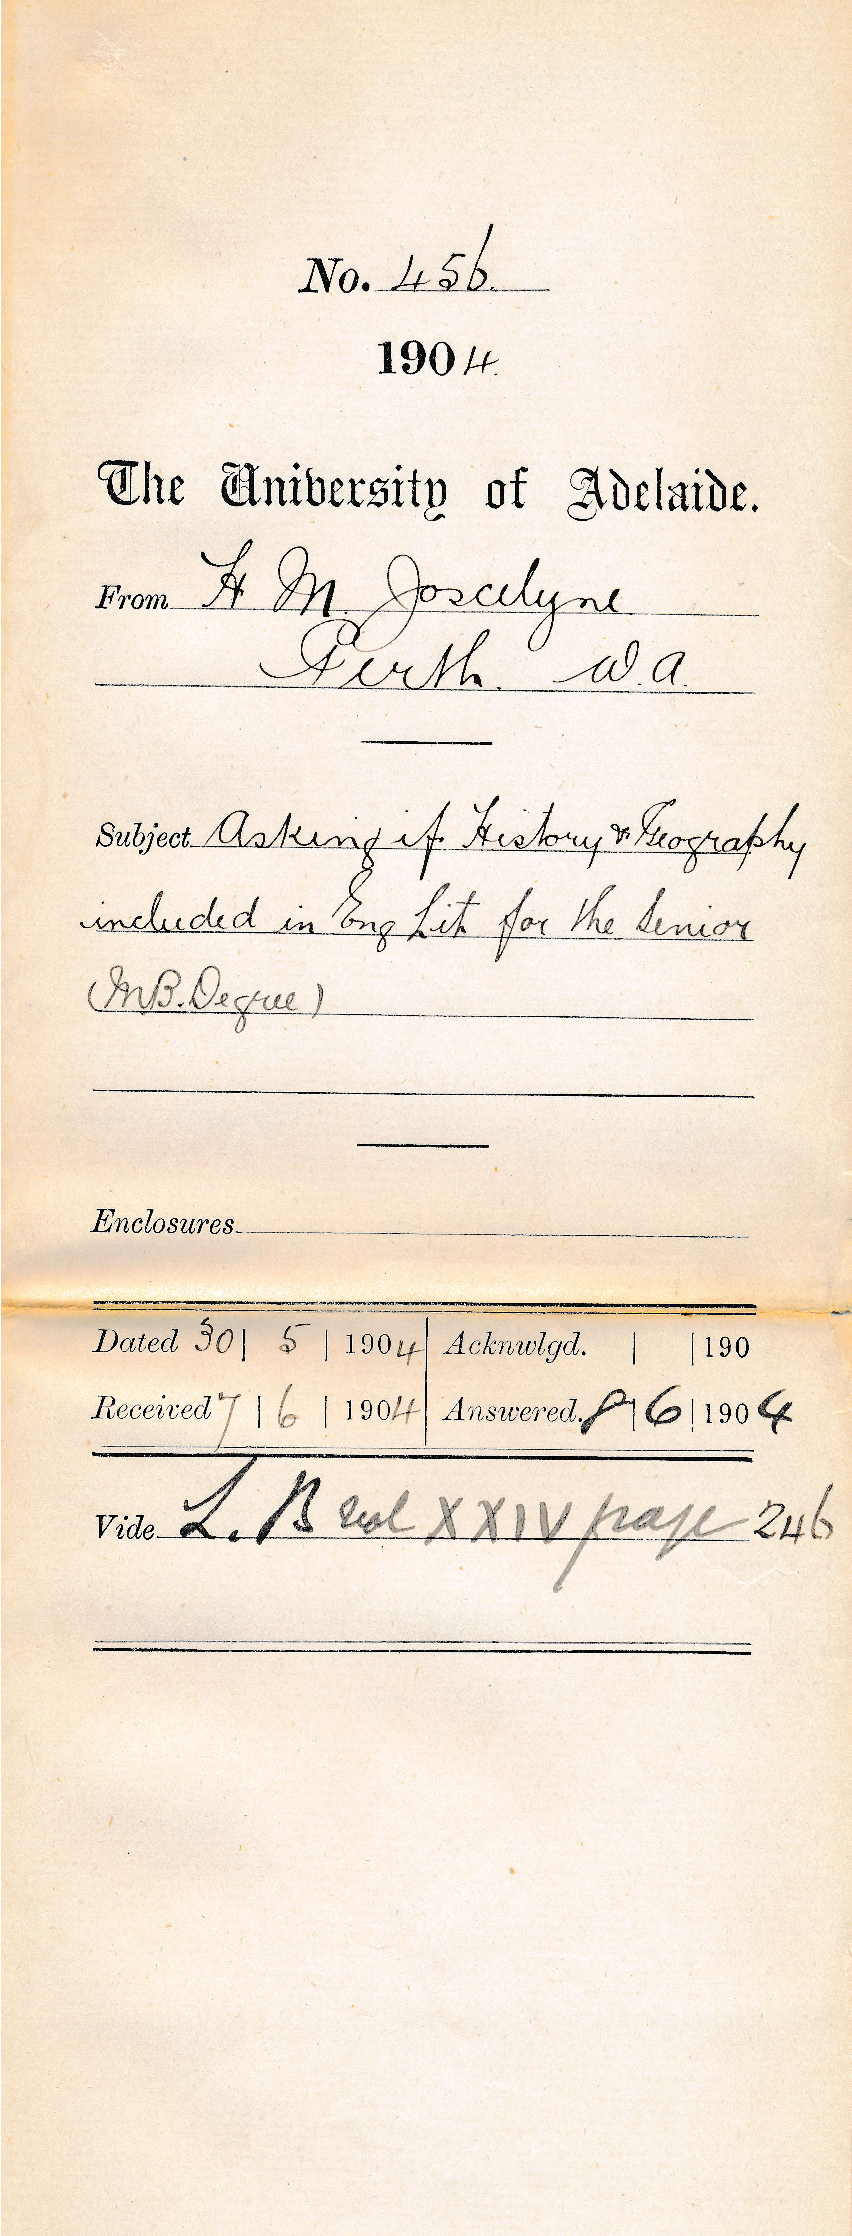 No. 456.
1904.
The University of Adelaide.
From H M. Joscelyne
Perth. W.A.
Subject Asking if History & Geography
included in Eng Lit for the Senior
(M.B. Degree)
Enclosures
Dated 30 | 5 | 1904 | Acknwlgd. | | 190
Received 7 | 6 | 1904 | Answered. 8 | 6 | 1904
Vide L. B vol XXIV page 246